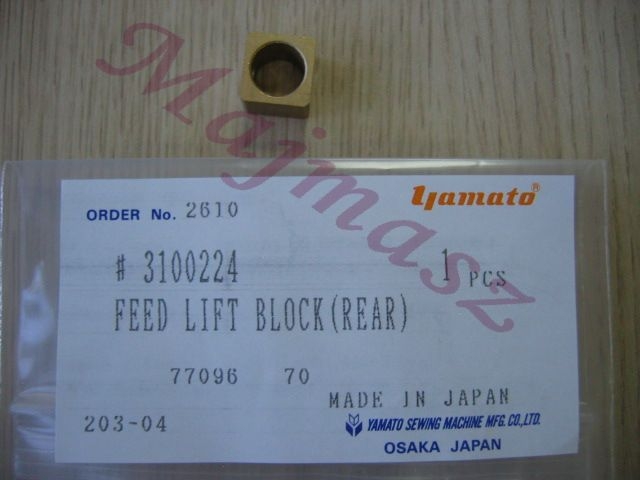 Majmasz
yamato®
ORDER No. 2610
# 3100224 1 PCS
FEED LIFT BLOCK(REAR)
77096 70
MADE IN JAPAN
203-04 YAMATO SEWING MACHINE MFG. CO., LTD.
OSAKA JAPAN